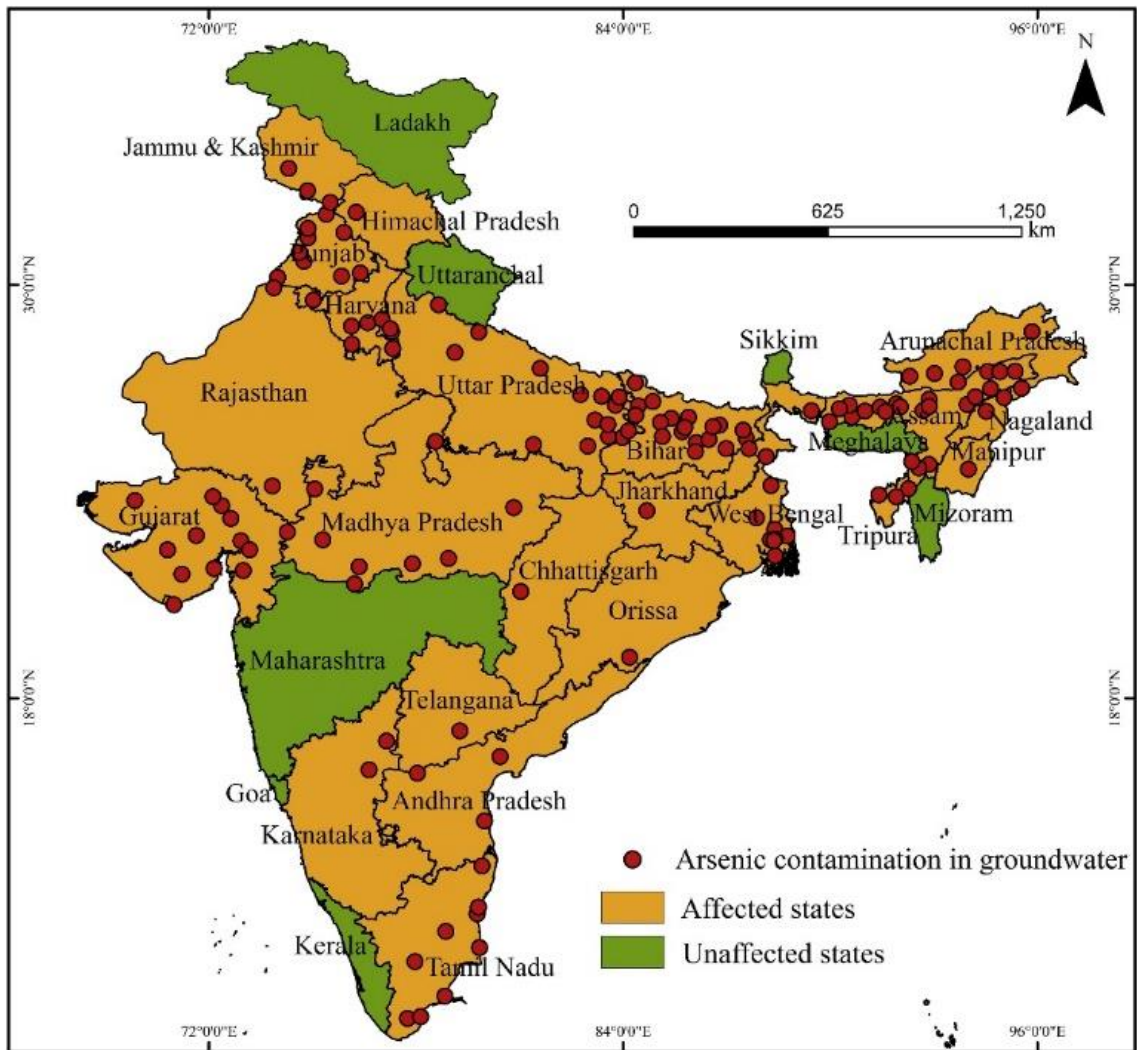 72°0'0"E 84°0'0"E 96°0'0"E
N
Ladakh
Jammu & Kashmir
0 625 1,250
km
Himachal Pradesh
Punjab
Uttaranchal
30°0'0"N 30°0'0"N
Haryana
Sikkim
Arunachal Pradesh
Rajasthan
Uttar Pradesh
Assam
Nagaland
Meghalaya
Bihar
Manipur
Jharkhand
Gujarat
Madhya Pradesh
West Bengal
Mizoram
Tripura
Chhattisgarh
Orissa
Maharashtra
18°0'0"N 18°0'0"N
Telangana
Goa
Andhra Pradesh
Karnataka
Arsenic contamination in groundwater
Affected states
Kerala
Unaffected states
Tamil Nadu
72°0'0"E 84°0'0"E 96°0'0"E